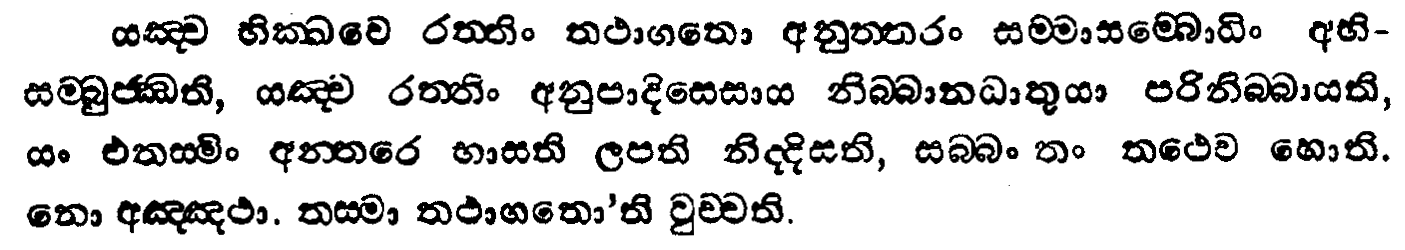 යඤ්ච භික්ඛවෙ රත්තිං තථාගතො අනුත්තරං සම්මාසම්බොධිං අභි-
සම්බුජ්ඣති, යඤ්ච රත්තිං අනුපාදිසෙසාය නිබ්බානධාතුයා පරිනිබ්බායති,
යං එතස්මිං අන්තරෙ භාසති ලපති නිද්දිසති, සබ්බං තං තථෙව හොති.
නො අඤ්ඤථා. තස්මා තථාගතො'ති වුච්චති.